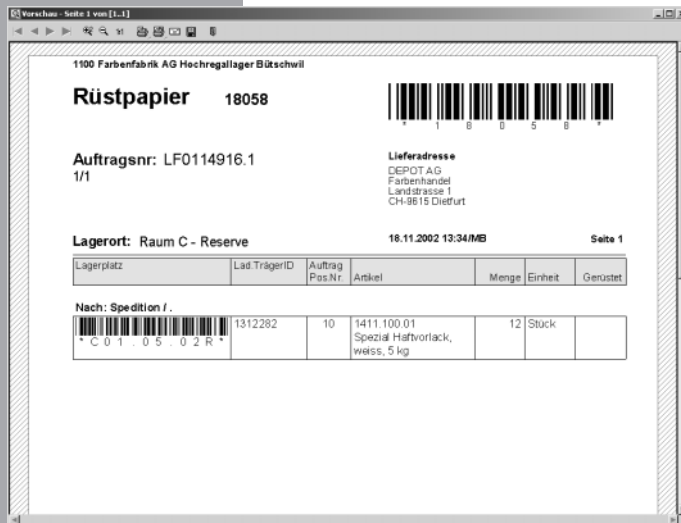 Vorschau - Seite 1 von [1..1]
1100 Farbenfabrik AG Hochregallager Bütschwil
Rüstpapier 18058
* 1 8 0 5 8 *
Auftragsnr: LF0114916.1
1/1
Lieferadresse
DEPOT AG
Farbenhandel
Landstrasse 1
CH-9615 Dietfurt
Lagerort: Raum C - Reserve
18.11.2002 13:34/MB
Seite 1
Lagerplatz Lad.TrägerID Auftrag Pos.Nr. Artikel Menge Einheit Gerüstet
Nach: Spedition / .
* C 0 1 . 0 5 . 0 2 R * 1312282 10 1411.100.01 12 Stück
Spezial Haftvorlack,
weiss, 5 kg